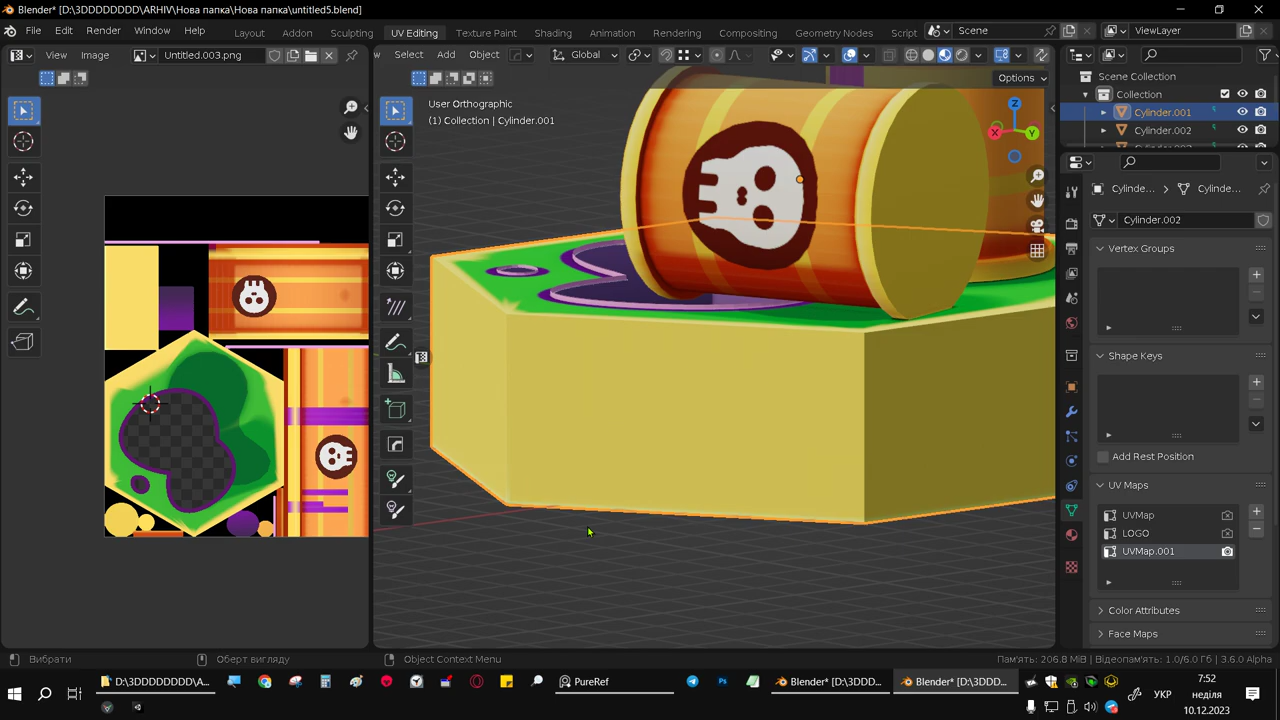 Blender* [D:\3DDDDDDDD\ARHIV\Нова папка\Нова папка\untitled5.blend]
File Edit Render Window Help Layout Addon Sculpting UV Editing Texture Paint Shading Animation Rendering Compositing Geometry Nodes Script Scene ViewLayer
View Image Untitled.003.png Select Add Object Global
Options
User Orthographic
(1) Collection | Cylinder.001
Z
X
Y
Scene Collection
Collection
Cylinder.001
Cylinder.002
Cylinde... Cylinde...
Cylinder.002
Vertex Groups
Shape Keys
Add Rest Position
UV Maps
UVMap
LOGO
UVMap.001
Color Attributes
Face Maps
Вибрати Оберт вигляду Object Context Menu Пам'ять: 206.8 MiB | Відеопам'ять: 1.0/6.0 Гб | 3.6.0 Alpha
D:\3DDDDDDDD\A... PureRef Blender* [D:\3DDD... Blender* [D:\3DDD... УКР 7:52
неділя
10.12.2023